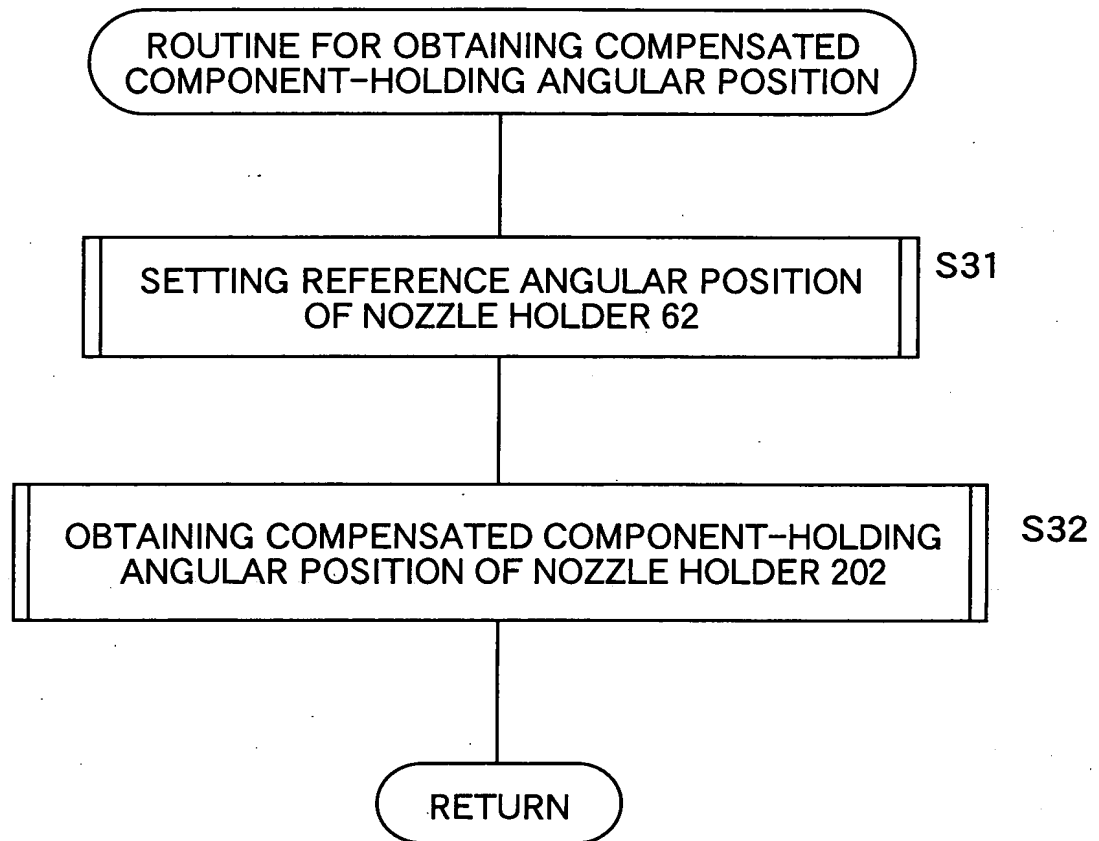 ROUTINE FOR OBTAINING COMPENSATED
COMPONENT-HOLDING ANGULAR POSITION
SETTING REFERENCE ANGULAR POSITION
OF NOZZLE HOLDER 62
S31
OBTAINING COMPENSATED COMPONENT-HOLDING
ANGULAR POSITION OF NOZZLE HOLDER 202
S32
RETURN